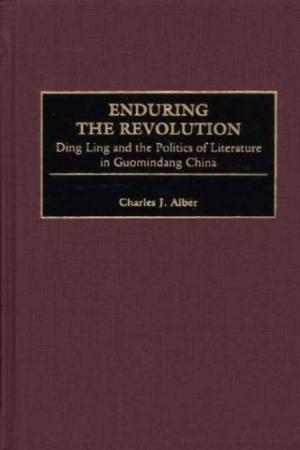 ENDURING
THE REVOLUTION
Ding Ling and the Politics of Literature
in Guomindang China
Charles J. Alber